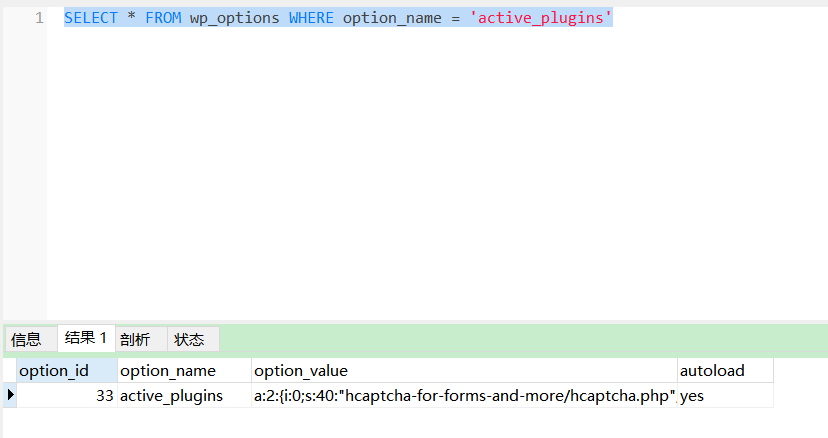 1 SELECT * FROM wp_options WHERE option_name = 'active_plugins'
信息 结果 1 剖析 状态
option_id option_name option_value autoload
33 active_plugins a:2:{i:0;s:40:"hcaptcha-for-forms-and-more/hcaptcha.php"; yes